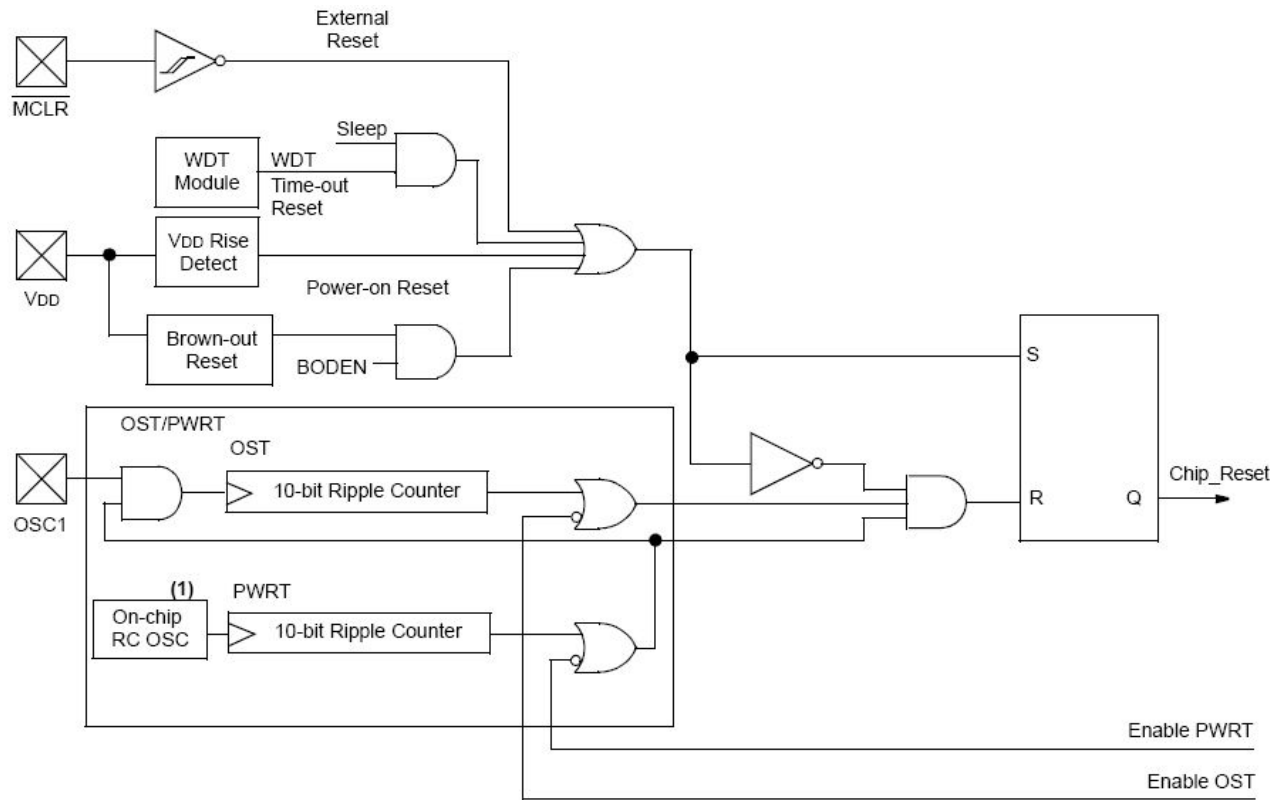 External
Reset
MCLR
Sleep
WDT
Module
WDT
Time-out
Reset
VDD
VDD Rise
Detect
Power-on Reset
Brown-out
Reset
BODEN
S
OST/PWRT
OST
10-bit Ripple Counter
OSC1
R
Q
Chip_Reset
(1)
PWRT
On-chip
RC OSC
10-bit Ripple Counter
Enable PWRT
Enable OST